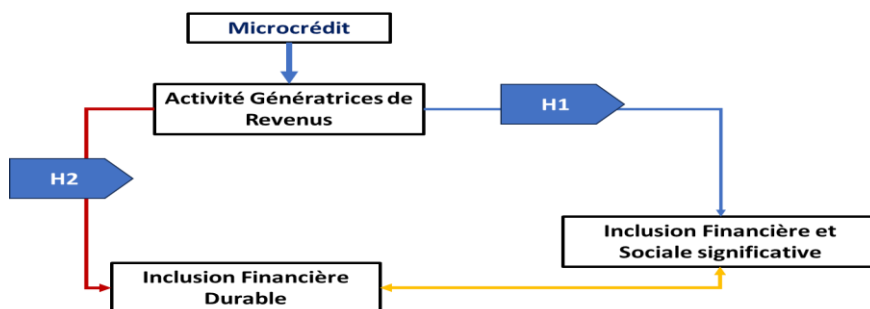 Microcrédit
Activité Génératrices de
Revenus
H1
H2
Inclusion Financière et
Sociale significative
Inclusion Financière
Durable